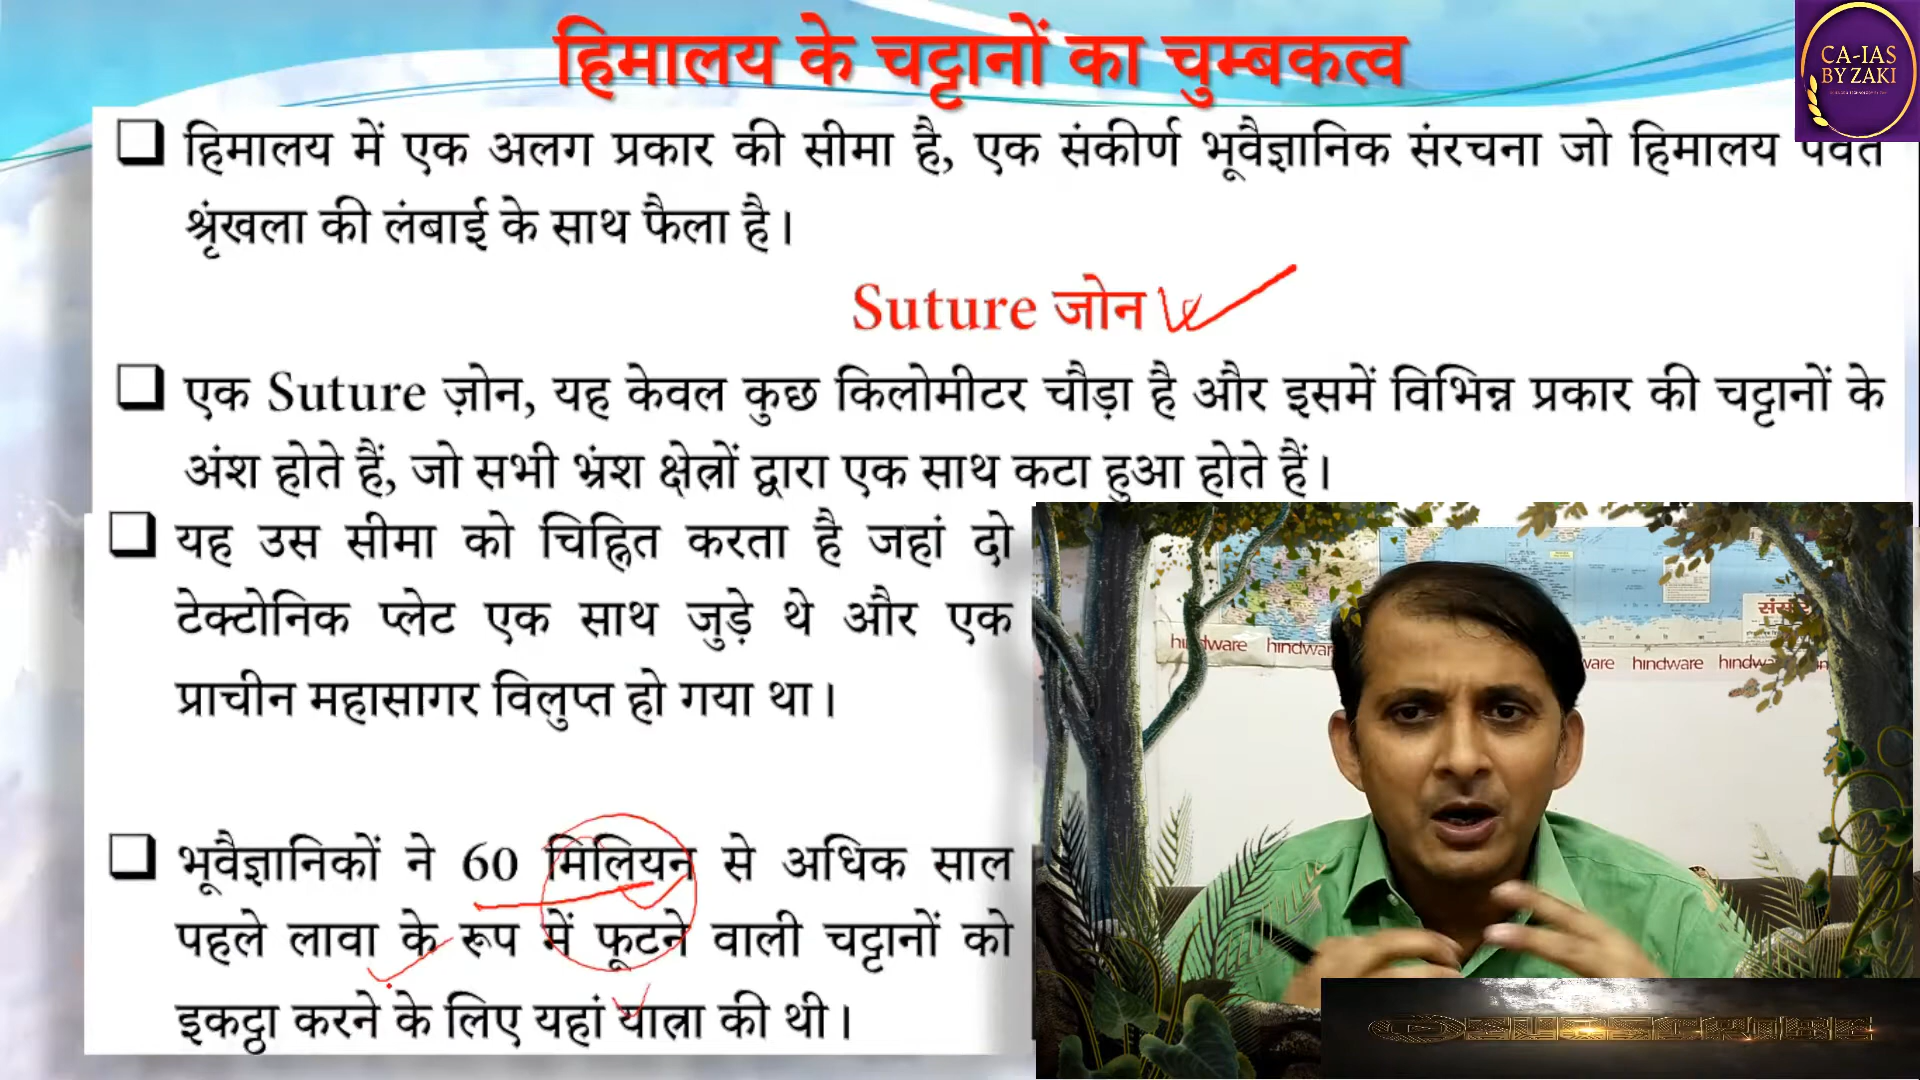 हिमालय के चट्टानों का चुम्बकत्व
CA-IAS
BY ZAKI
हिमालय में एक अलग प्रकार की सीमा है, एक संकीर्ण भूवैज्ञानिक संरचना जो हिमालय पर्वत
श्रृंखला की लंबाई के साथ फैला है।
Suture जोन
एक Suture ज़ोन, यह केवल कुछ किलोमीटर चौड़ा है और इसमें विभिन्न प्रकार की चट्टानों के
अंश होते हैं, जो सभी भ्रंश क्षेत्रों द्वारा एक साथ कटा हुआ होते हैं।
यह उस सीमा को चिह्नित करता है जहां दो
टेक्टोनिक प्लेट एक साथ जुड़े थे और एक
प्राचीन महासागर विलुप्त हो गया था।
भूवैज्ञानिकों ने 60 मिलियन से अधिक साल
पहले लावा के रूप में फूटने वाली चट्टानों को
इकट्ठा करने के लिए यहां यात्रा की थी।
hindware hindware hindware
SUBSCRIBE